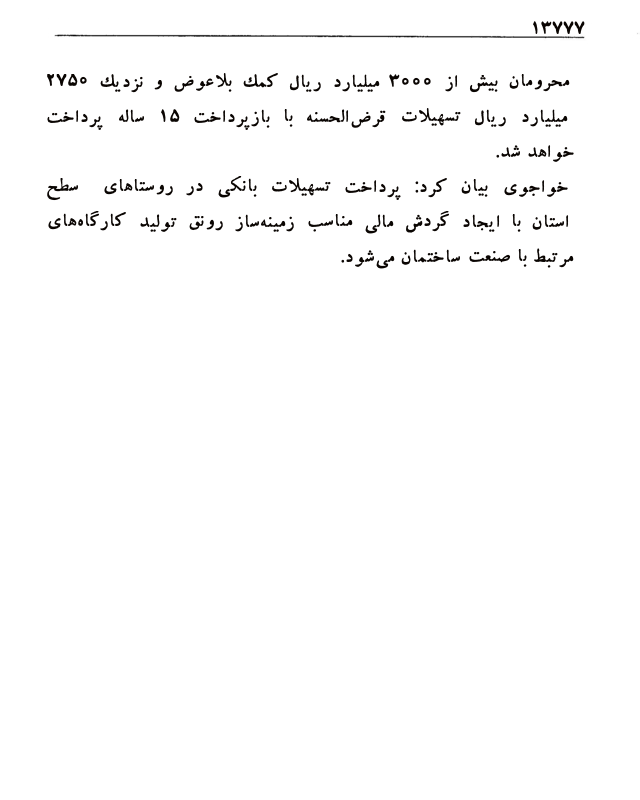 ۱۳۷۷۷
محرومان بیش از ۳۰۰۰ میلیارد ریال کمك بلاعوض و نزدیك ۲۷۵۰
میلیارد ریال تسهیلات قرض‌الحسنه با بازپرداخت ۱۵ ساله پرداخت
خواهد شد.
خواجوی بیان کرد: پرداخت تسهیلات بانکی در روستاهای سطح
استان با ایجاد گردش مالی مناسب زمینه‌ساز رونق تولید کارگاه‌های
مرتبط با صنعت ساختمان می‌شود.